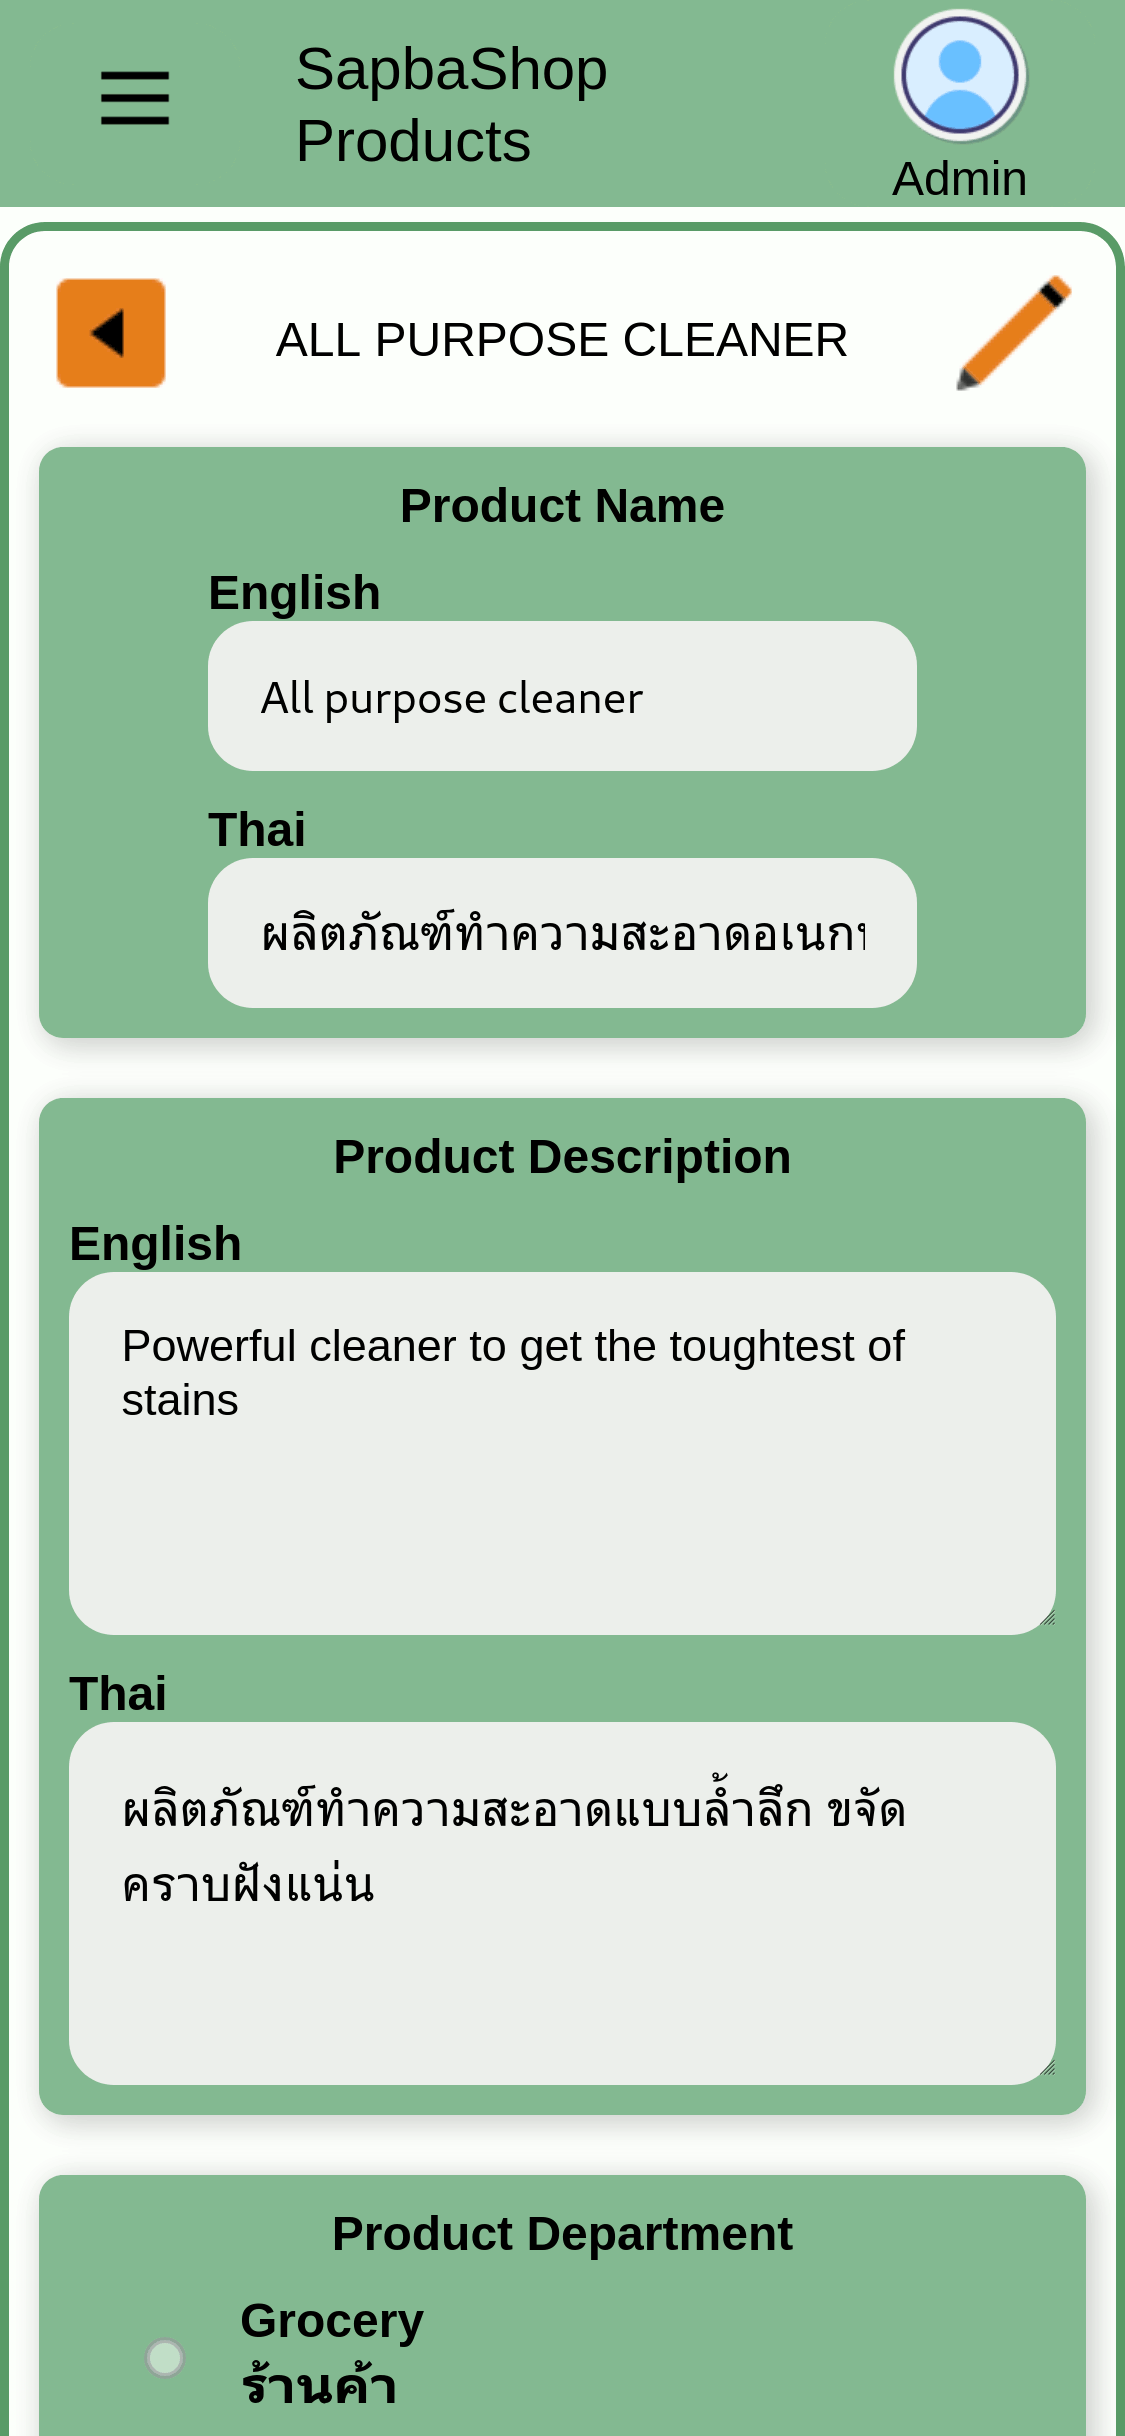 SapbaShop
Products
Admin
ALL PURPOSE CLEANER
Product Name
English
All purpose cleaner
Thai
ผลิตภัณฑ์ทำความสะอาดอเนก
Product Description
English
Powerful cleaner to get the toughtest of
stains
Thai
ผลิตภัณฑ์ทำความสะอาดแบบล้ำลึก ขจัด
คราบฝังแน่น
Product Department
Grocery
ร้านค้า